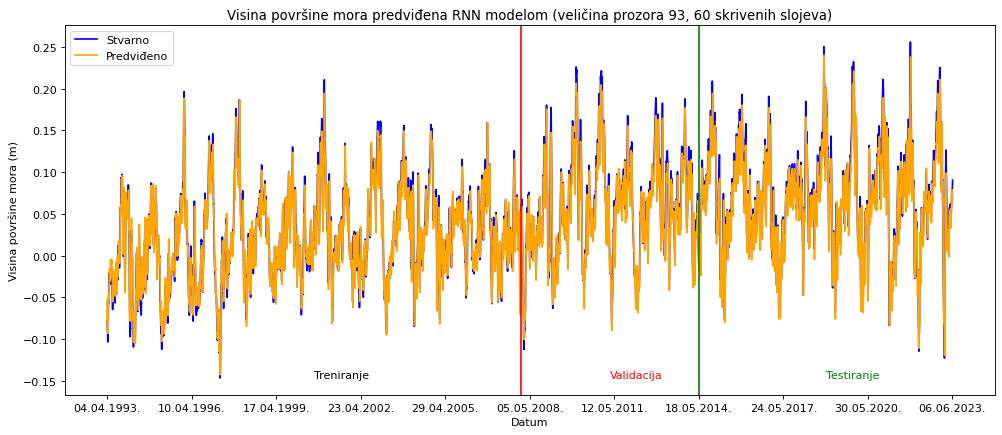 Visina površine mora predviđena RNN modelom (veličina prozora 93, 60 skrivenih slojeva)
Stvarno
Predviđeno
Visina površine mora (m)
0.25
0.20
0.15
0.10
0.05
0.00
−0.05
−0.10
−0.15
Treniranje
Validacija
Testiranje
04.04.1993.
10.04.1996.
17.04.1999.
23.04.2002.
29.04.2005.
05.05.2008.
12.05.2011.
18.05.2014.
24.05.2017.
30.05.2020.
06.06.2023.
Datum